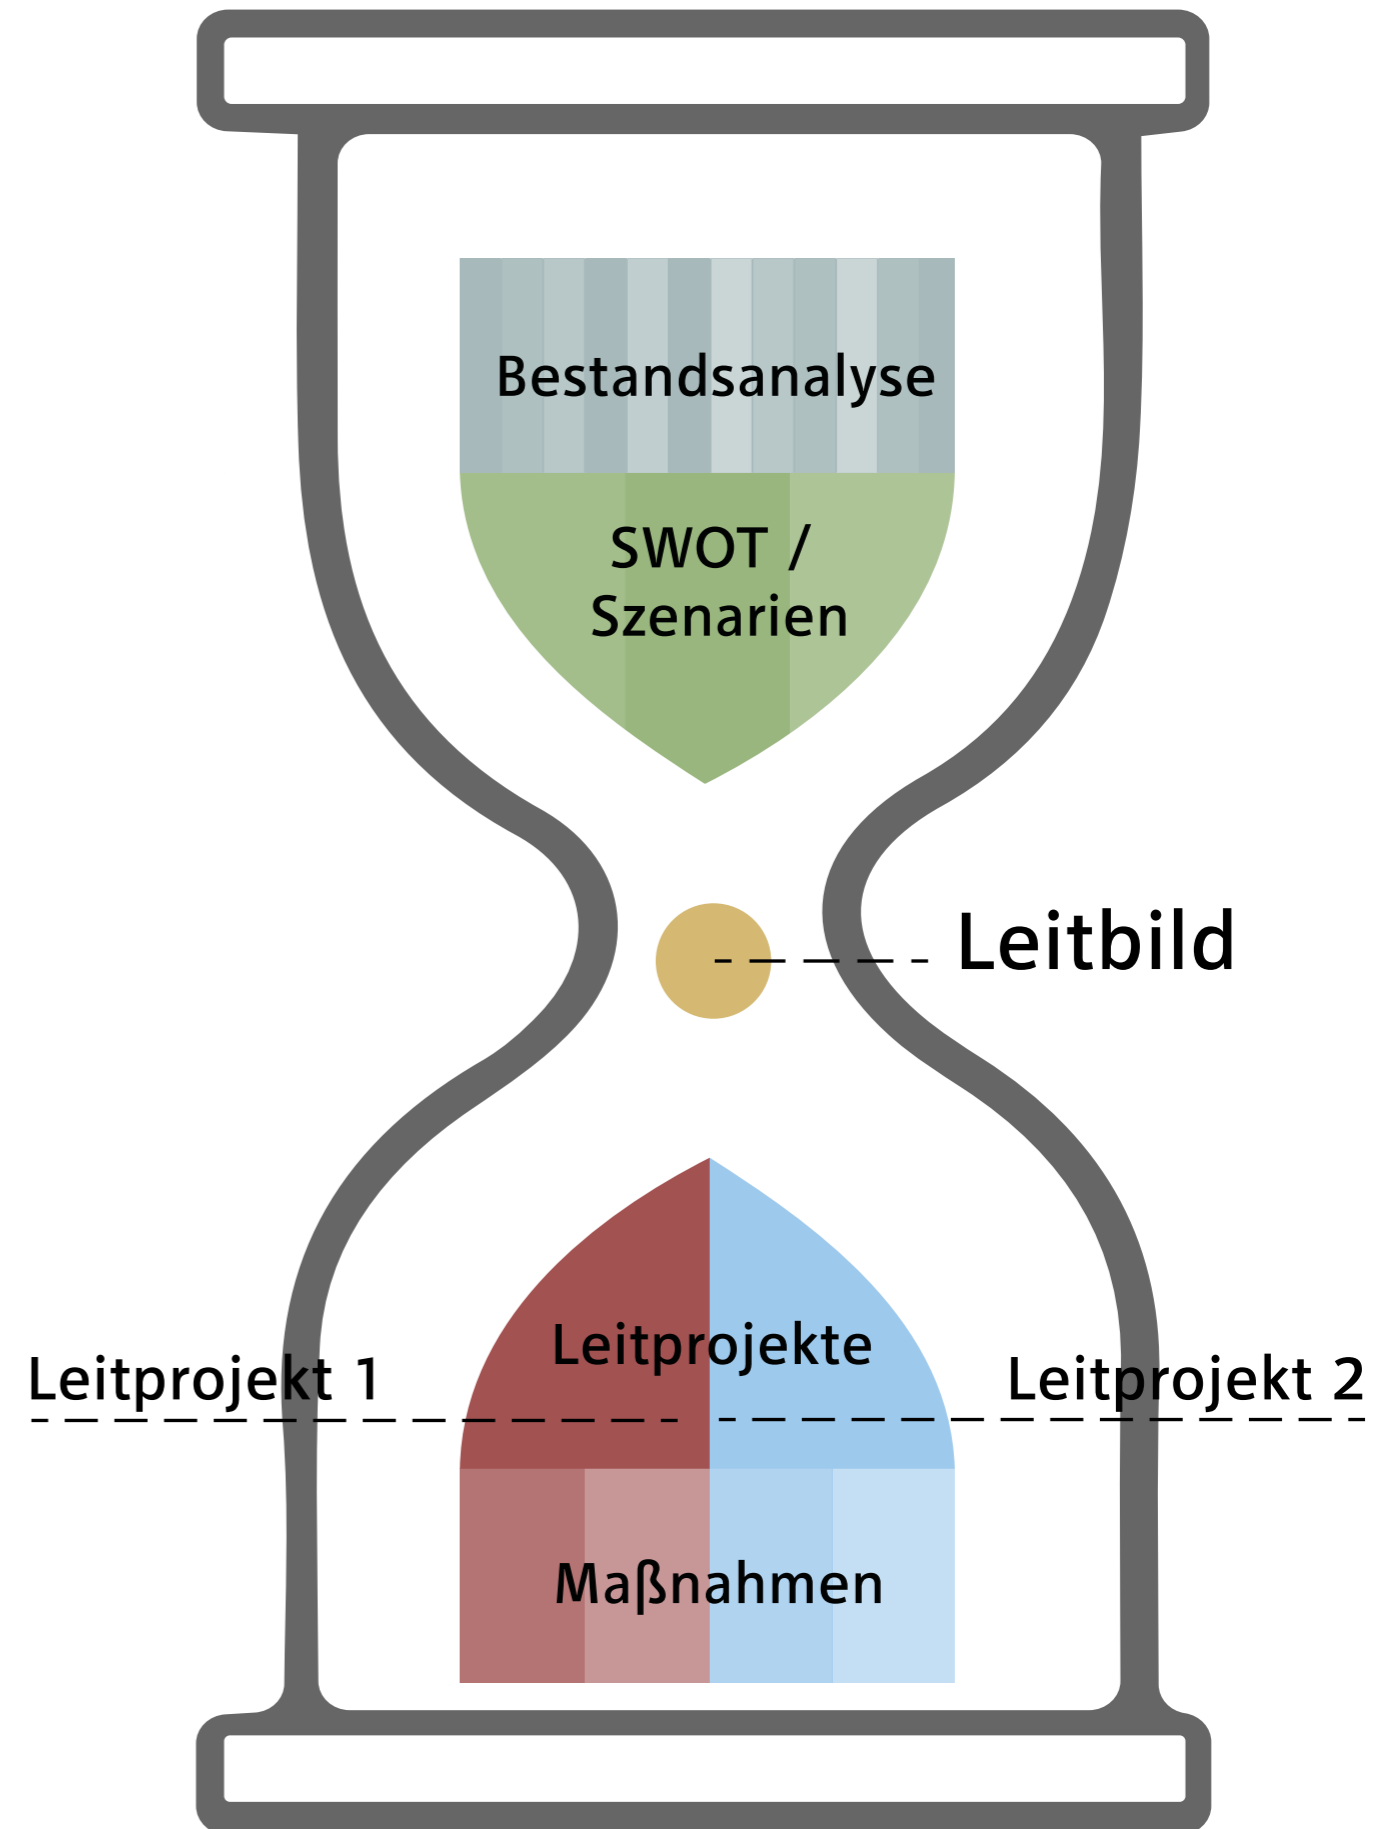 Bestandsanalyse
SWOT /
Szenarien
Leitbild
Leitprojekte
Leitprojekt 1
Leitprojekt 2
Maßnahmen